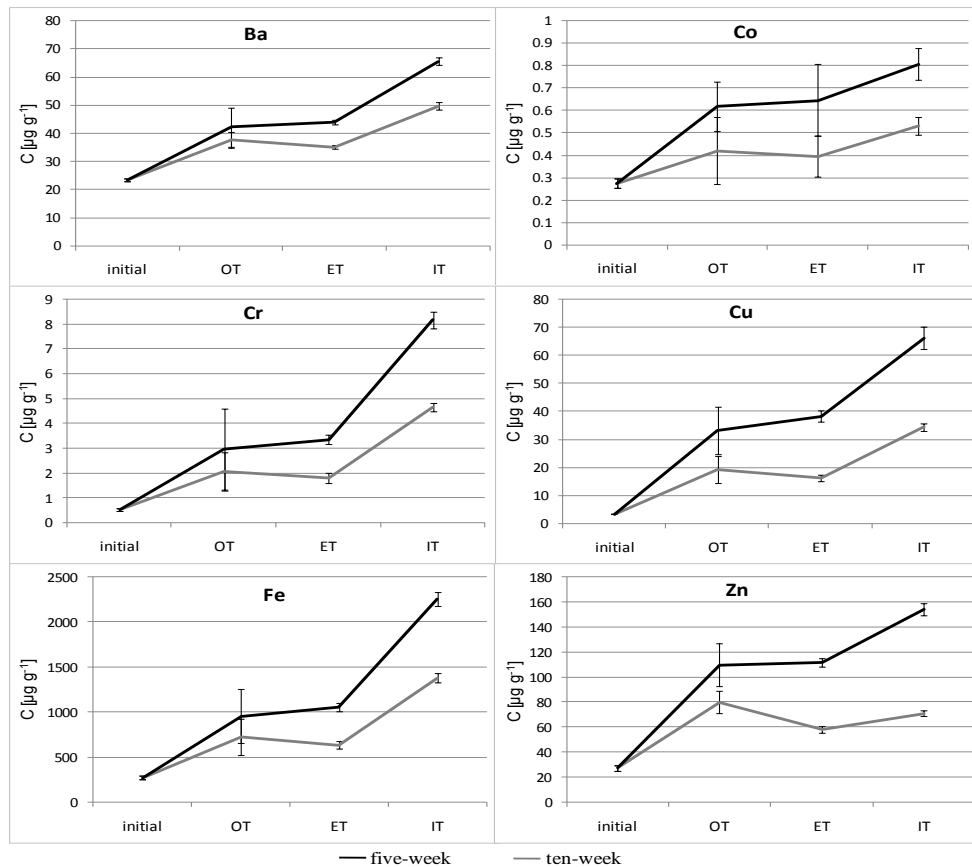 Ba
C [µg g⁻¹]
80
70
60
50
40
30
20
10
0
initial OT ET IT
Co
C [µg g⁻¹]
1
0.9
0.8
0.7
0.6
0.5
0.4
0.3
0.2
0.1
0
initial OT ET IT
Cr
C [µg g⁻¹]
9
8
7
6
5
4
3
2
1
0
initial OT ET IT
Cu
C [µg g⁻¹]
80
70
60
50
40
30
20
10
0
initial OT ET IT
Fe
C [µg g⁻¹]
2500
2000
1500
1000
500
0
initial OT ET IT
Zn
C [µg g⁻¹]
180
160
140
120
100
80
60
40
20
0
initial OT ET IT
five-week ten-week